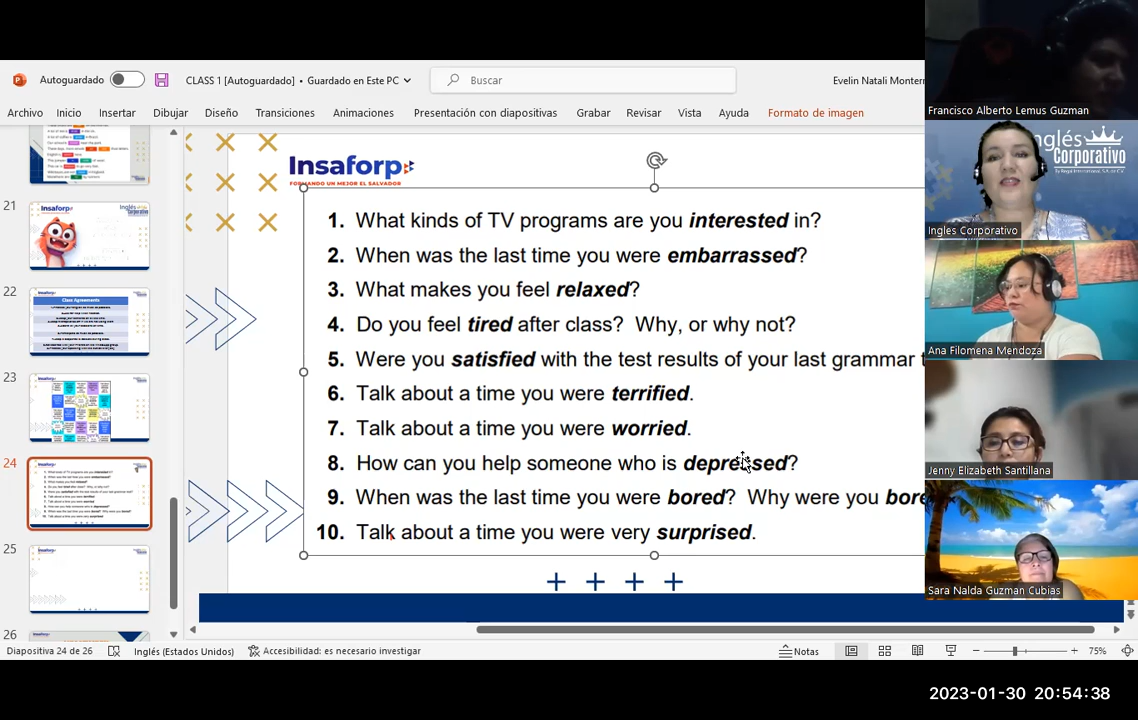 Autoguardado
CLASS 1 [Autoguardado] • Guardado en Este PC
Buscar
Evelin Natali Monterr
Archivo Inicio Insertar Dibujar Diseño Transiciones Animaciones Presentación con diapositivas Grabar Revisar Vista Ayuda Formato de imagen
Francisco Alberto Lemus Guzman
Inglés
Corporativo
Ingles Corporativo
Ana Filomena Mendoza
Jenny Elizabeth Santillana
Sara Nalda Guzman Cubias
21
Insaforp
22
Class Agreements
23
24
25
26
Insaforp
FORMANDO UN MEJOR EL SALVADOR
1. What kinds of TV programs are you interested in?
2. When was the last time you were embarrassed?
3. What makes you feel relaxed?
4. Do you feel tired after class? Why, or why not?
5. Were you satisfied with the test results of your last grammar t
6. Talk about a time you were terrified.
7. Talk about a time you were worried.
8. How can you help someone who is depressed?
9. When was the last time you were bored? Why were you bore
10. Talk about a time you were very surprised.
Diapositiva 24 de 26
Inglés (Estados Unidos)
Accesibilidad: es necesario investigar
Notas
75%
2023-01-30 20:54:38